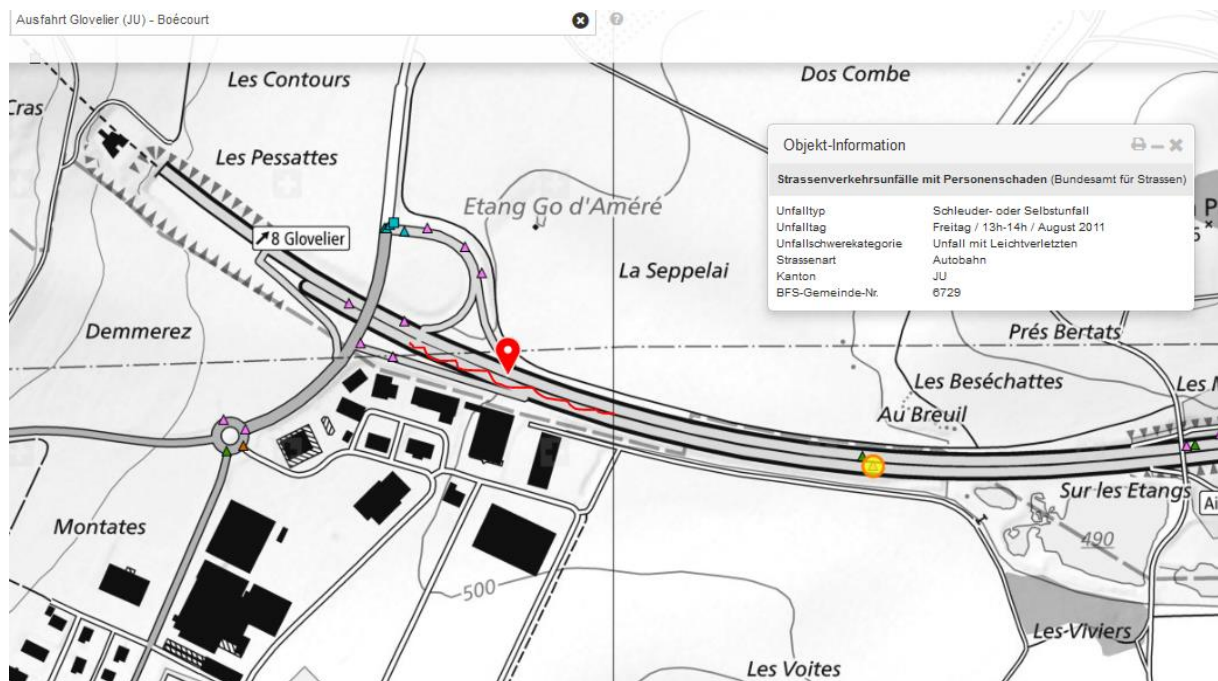 Ausfahrt Glovelier (JU) - Boécourt
Les Contours
Dos Combe
Cras
Les Pessattes
Objekt-Information
Strassenverkehrsunfälle mit Personenschaden (Bundesamt für Strassen)
Unfalltyp Schleuder- oder Selbstunfall
Unfalltag Freitag / 13h-14h / August 2011
Unfallschwerekategorie Unfall mit Leichtverletzten
Strassenart Autobahn
Kanton JU
BFS-Gemeinde-Nr. 6729
Etang Go d'Améré
8 Glovelier
La Seppelai
Demmerez
Prés Bertats
Les Beséchattes
Les
Au Breuil
Sur les Etangs
Montates
490
500
Les-Viviers
Les Voites